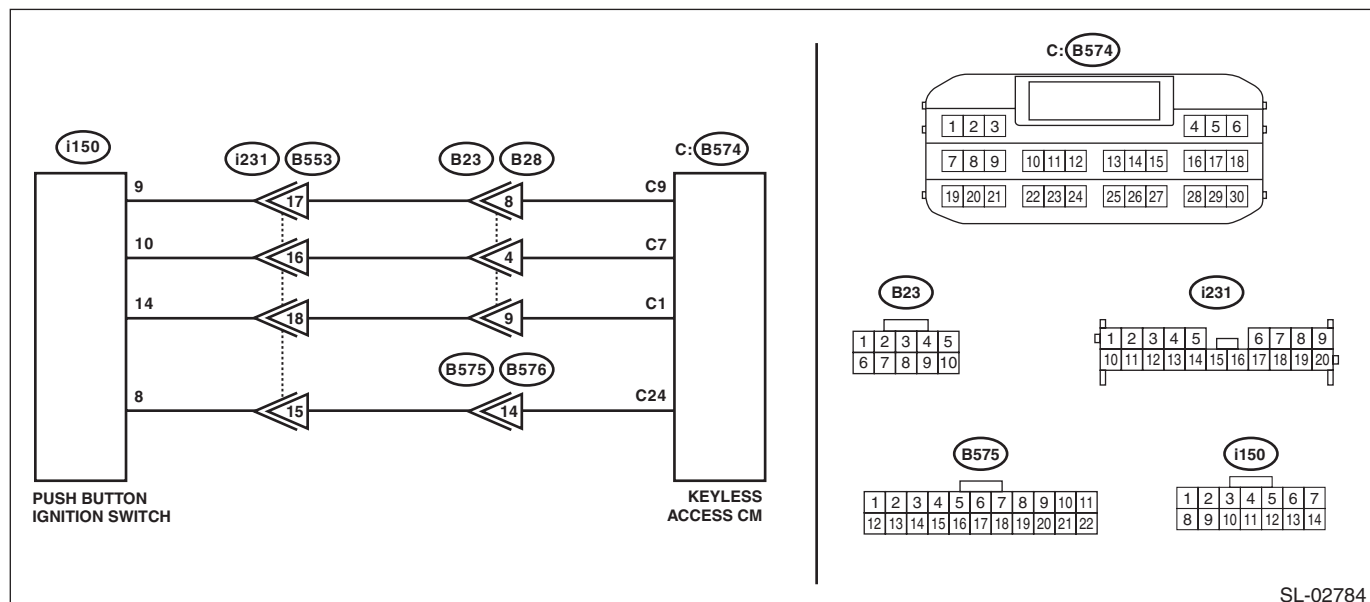 i150
i231 B553
B23 B28
C: B574
9 17 8 C9
10 16 4 C7
14 18 9 C1
B575 B576
8 15 14 C24
PUSH BUTTON
IGNITION SWITCH
KEYLESS
ACCESS CM
C: B574
1 2 3 4 5 6
7 8 9 10 11 12 13 14 15 16 17 18
19 20 21 22 23 24 25 26 27 28 29 30
B23
1 2 3 4 5
6 7 8 9 10
i231
1 2 3 4 5 6 7 8 9
10 11 12 13 14 15 16 17 18 19 20
B575
1 2 3 4 5 6 7 8 9 10 11
12 13 14 15 16 17 18 19 20 21 22
i150
1 2 3 4 5 6 7
8 9 10 11 12 13 14
SL-02784